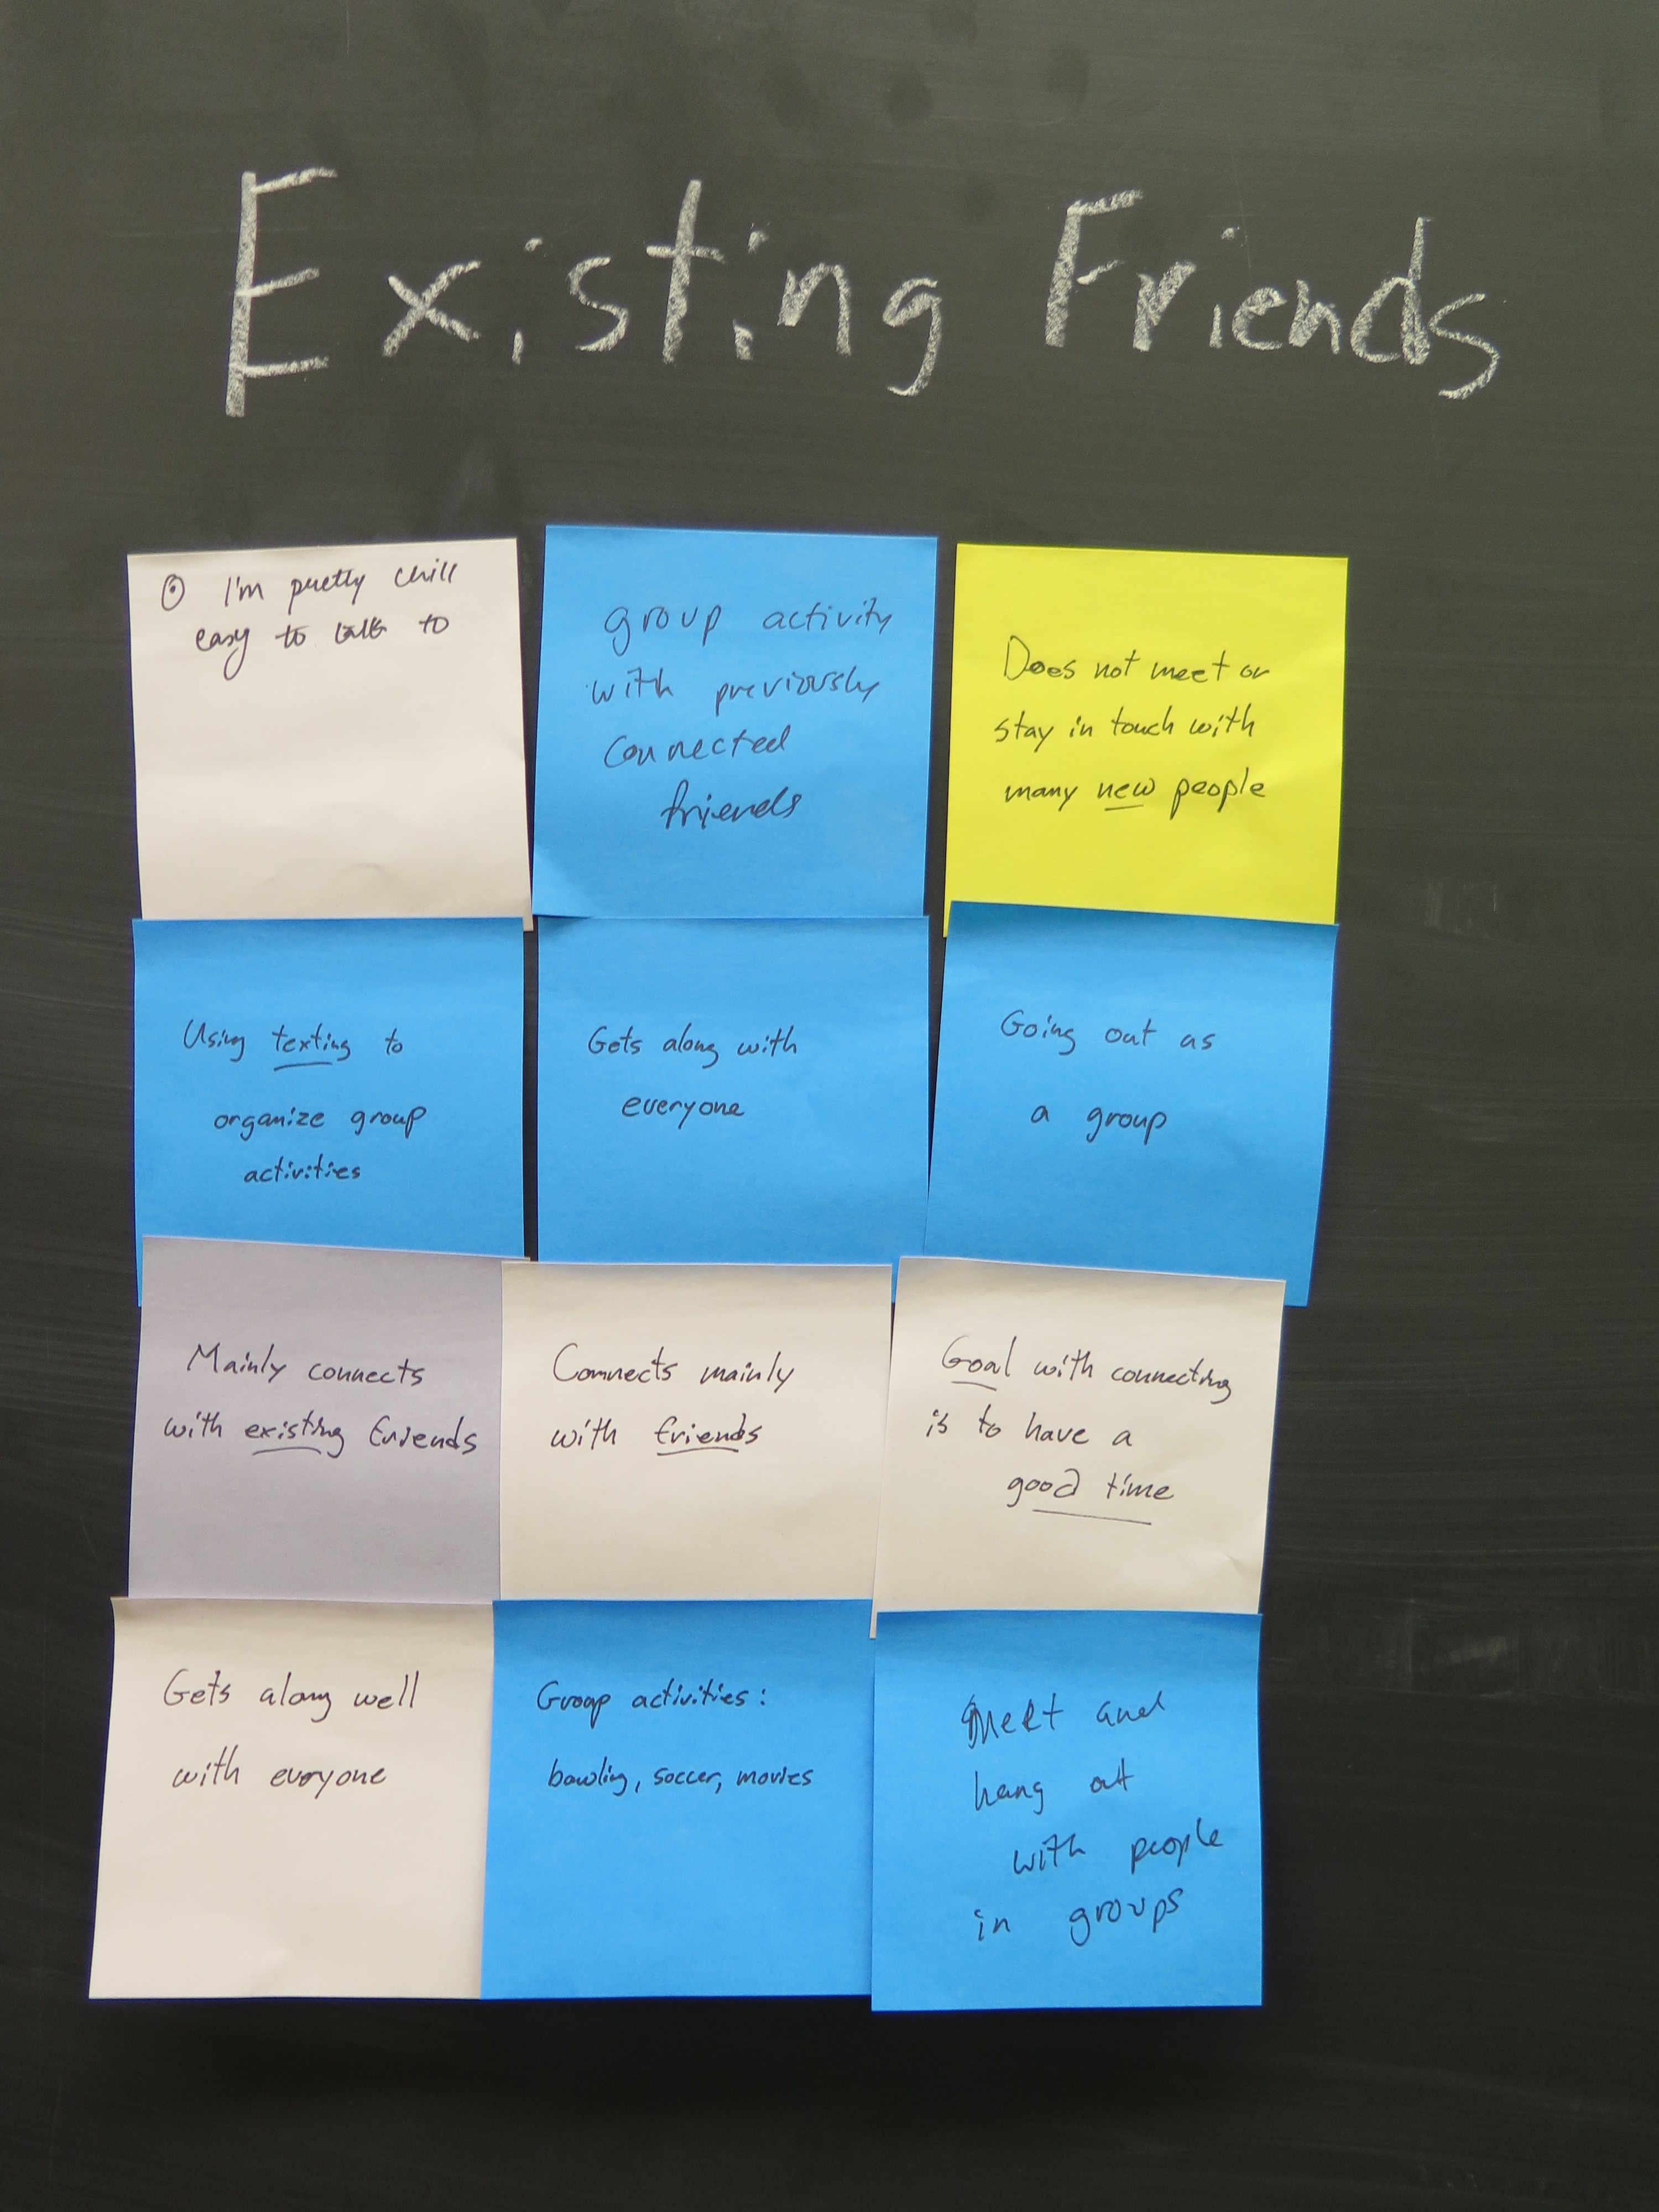 Existing Friends
I'm pretty chill
easy to talk to
group activity
with previously
connected
friends
Does not meet or
stay in touch with
many new people
Using texting to
organize group
activities
Gets along with
everyone
Going out as
a group
Mainly connects
with existing friends
Connects mainly
with friends
Goal with connecting
is to have a
good time
Gets along well
with everyone
Group activities:
bowling, soccer, movies
Meet and
hang out
with people
in groups